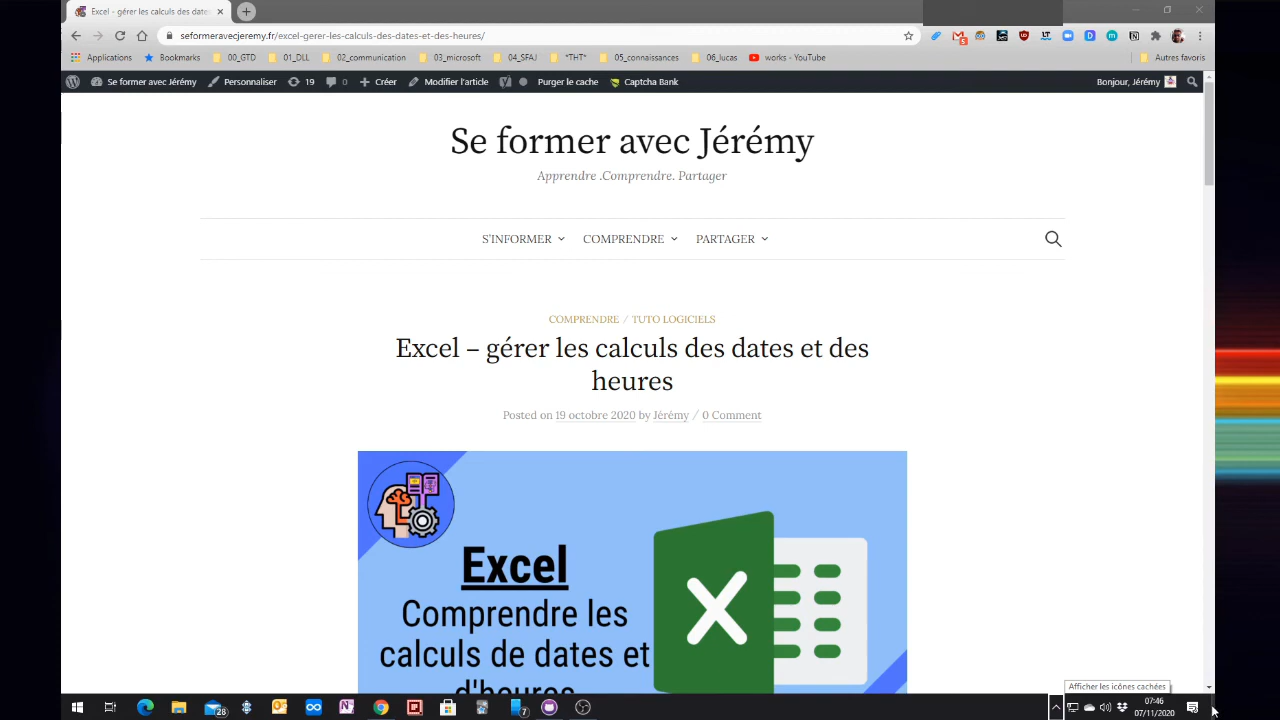 Excel – gérer les calculs des dates
seformeravecjeremy.fr/excel-gerer-les-calculs-des-dates-et-des-heures/
5
Applications Bookmarks 00_GTD 01_DLL 02_communication 03_microsoft 04_SFAJ *THT* 05_connaissances 06_lucas works - YouTube Autres favoris
Se former avec Jérémy Personnaliser 19 0 Créer Modifier l'article Purger le cache Captcha Bank Bonjour, Jérémy
Se former avec Jérémy
Apprendre .Comprendre. Partager
S'INFORMER COMPRENDRE PARTAGER
COMPRENDRE / TUTO LOGICIELS
Excel – gérer les calculs des dates et des
heures
Posted on 19 octobre 2020 by Jérémy / 0 Comment
Excel
Comprendre les
calculs de dates et
d'heures
X
Afficher les icônes cachées
28
7
07:46
07/11/2020